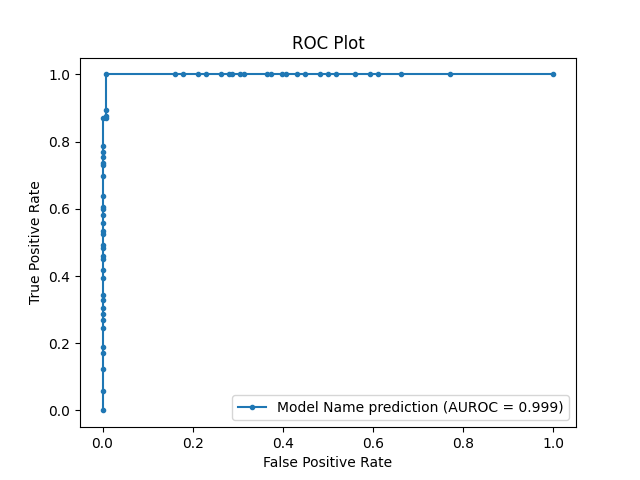 ROC Plot
True Positive Rate
1.0
0.8
0.6
0.4
0.2
0.0
Model Name prediction (AUROC = 0.999)
0.0 0.2 0.4 0.6 0.8 1.0
False Positive Rate